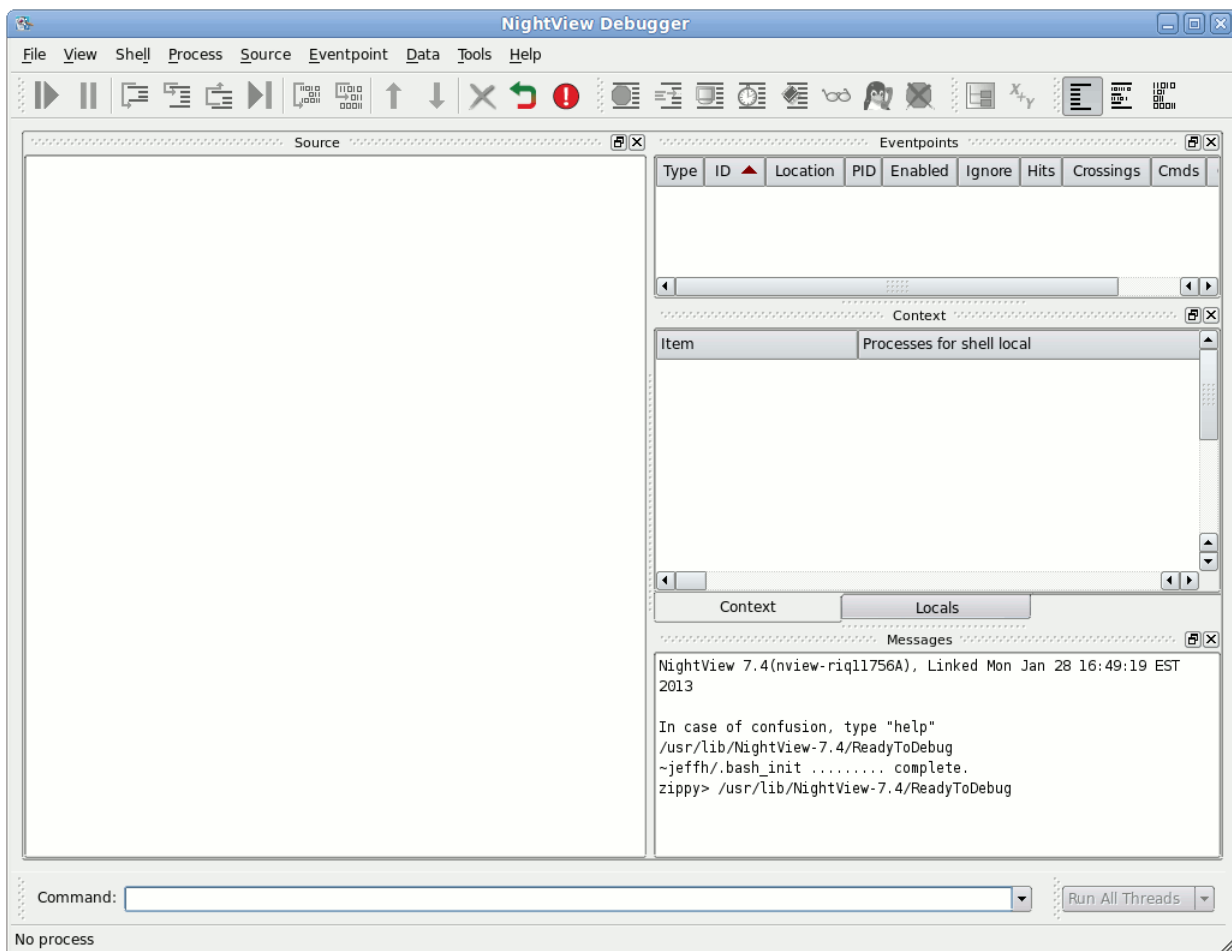 NightView Debugger
File View Shell Process Source Eventpoint Data Tools Help
Source
Eventpoints
Type ID Location PID Enabled Ignore Hits Crossings Cmds
Context
Item Processes for shell local
Context Locals
Messages
NightView 7.4(nview-riq11756A), Linked Mon Jan 28 16:49:19 EST
2013
In case of confusion, type "help"
/usr/lib/NightView-7.4/ReadyToDebug
~jeffh/.bash_init ......... complete.
zippy> /usr/lib/NightView-7.4/ReadyToDebug
Command:
Run All Threads
No process